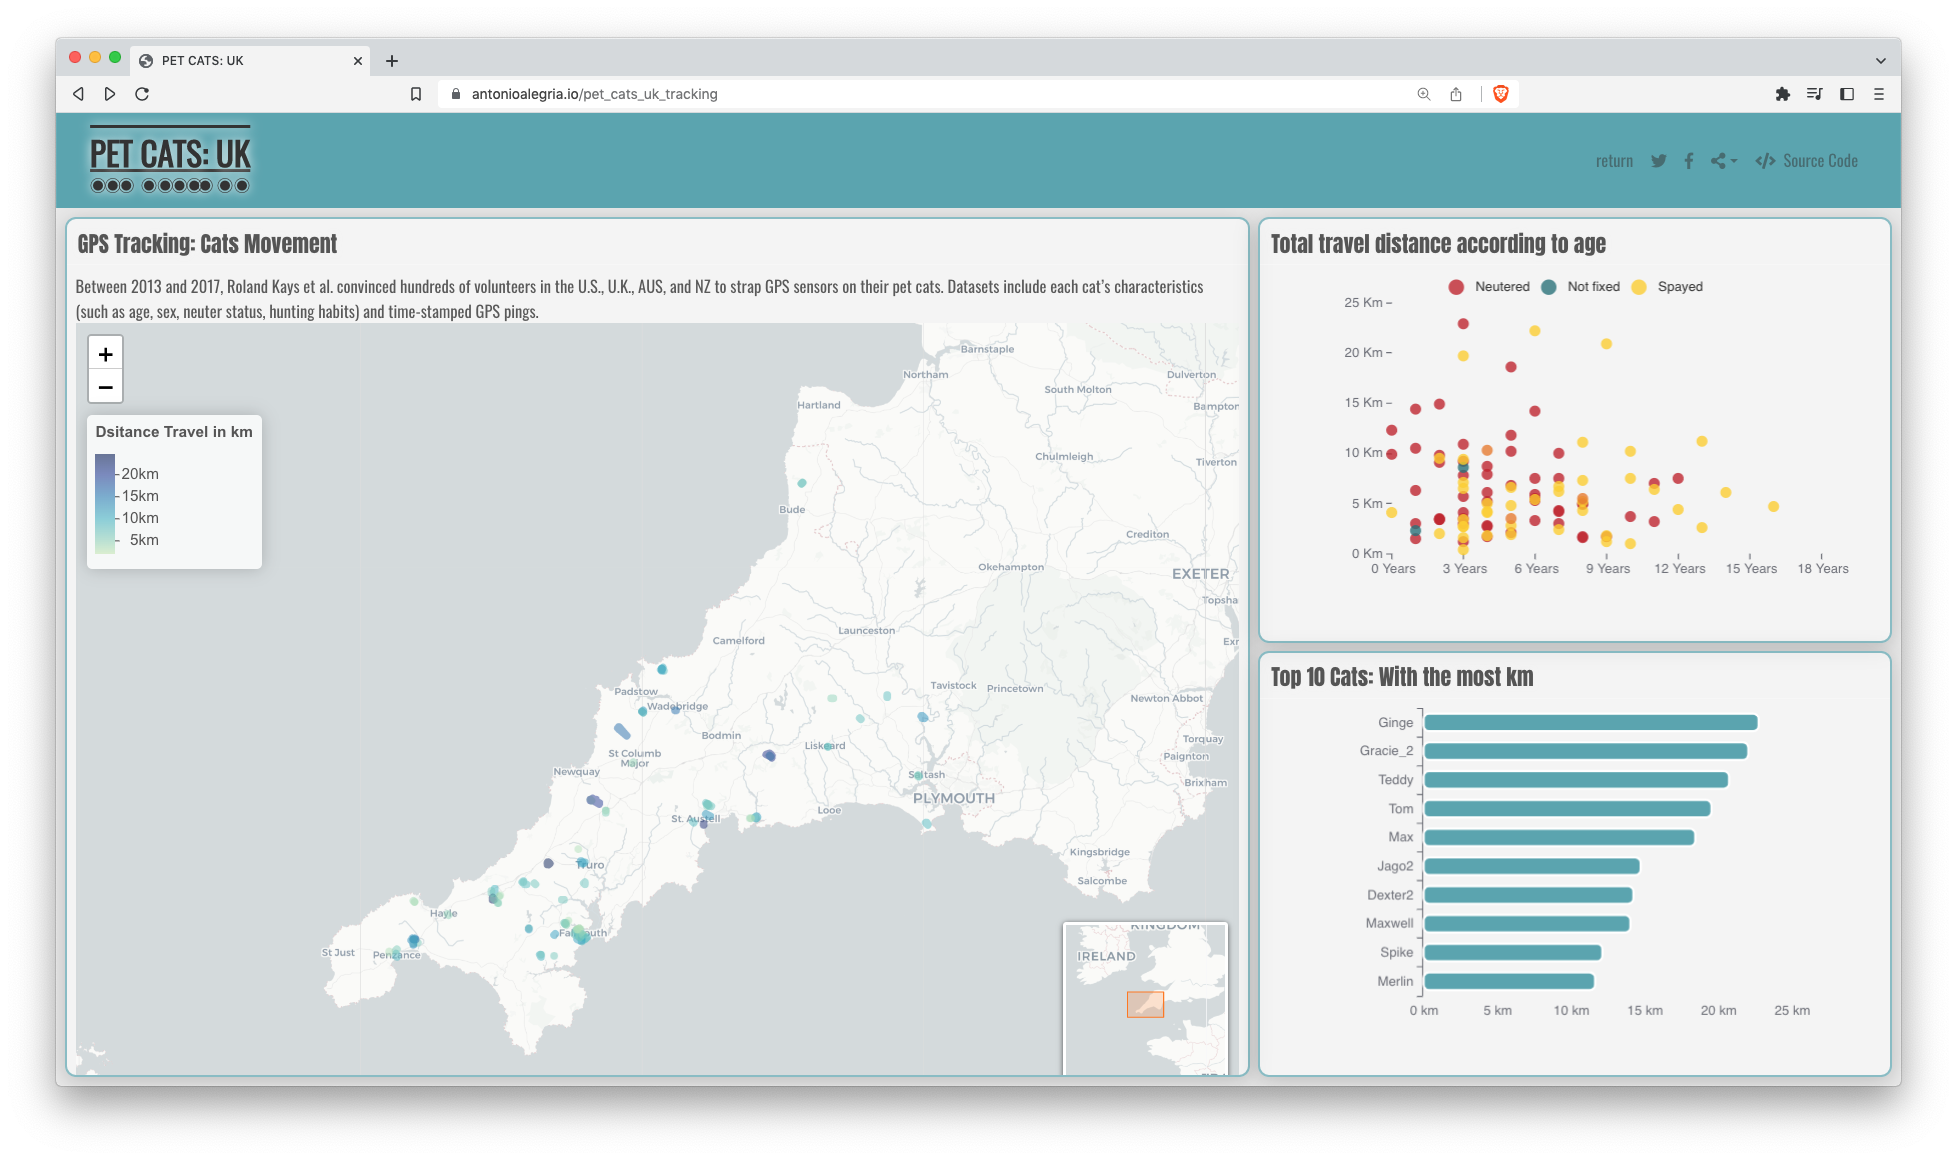 PET CATS: UK
antonioalegria.io/pet_cats_uk_tracking
PET CATS: UK
return
Source Code
GPS Tracking: Cats Movement
Between 2013 and 2017, Roland Kays et al. convinced hundreds of volunteers in the U.S., U.K., AUS, and NZ to strap GPS sensors on their pet cats. Datasets include each cat's characteristics
(such as age, sex, neuter status, hunting habits) and time-stamped GPS pings.
+
−
Dsitance Travel in km
20km
15km
10km
5km
Barnstaple
Northam
Dulverton
South Molton
Hartland
Bampton
Chulmleigh
Tiverton
Bude
Crediton
Okehampton
EXETER
Topsha
Launceston
Camelford
Exr
Tavistock
Princetown
Padstow
Newton Abbot
Wadebridge
Bodmin
Torquay
Liskeard
St Columb
Major
Paignton
Newquay
Saltash
Brixham
PLYMOUTH
Looe
St. Austell
Kingsbridge
Truro
Salcombe
Hayle
Falmouth
St Just
Penzance
KINGDOM
IRELAND
Total travel distance according to age
Neutered
Not fixed
Spayed
25 Km
20 Km
15 Km
10 Km
5 Km
0 Km
0 Years
3 Years
6 Years
9 Years
12 Years
15 Years
18 Years
Top 10 Cats: With the most km
Ginge
Gracie_2
Teddy
Tom
Max
Jago2
Dexter2
Maxwell
Spike
Merlin
0 km
5 km
10 km
15 km
20 km
25 km